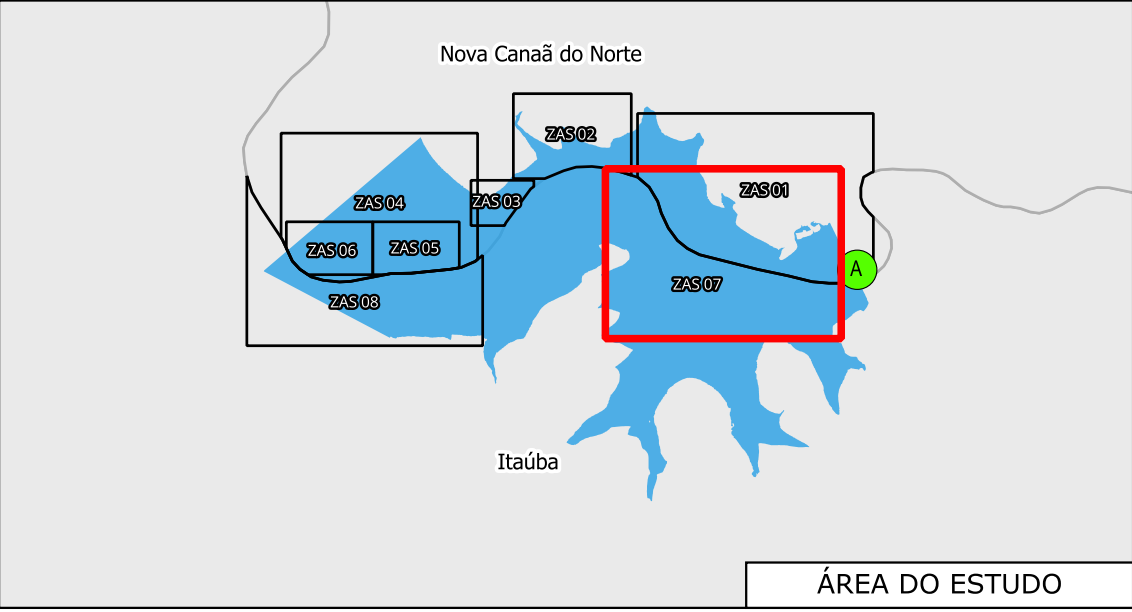 Nova Canaã do Norte
ZAS 02
ZAS 01
ZAS 04
ZAS 03
ZAS 06
ZAS 05
A
ZAS 07
ZAS 08
Itaúba
ÁREA DO ESTUDO